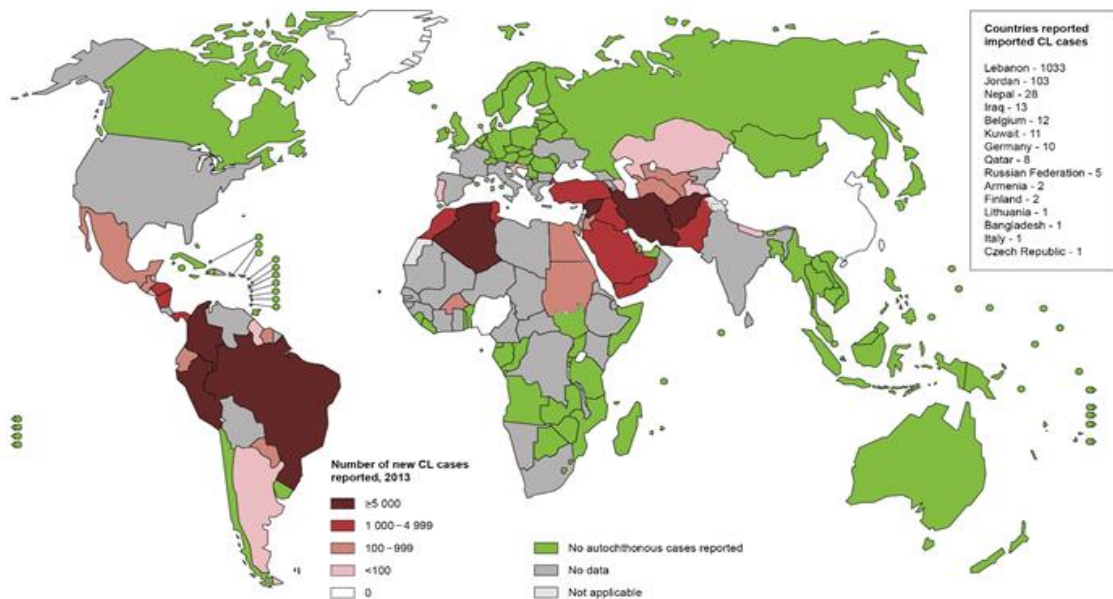 Countries reported
imported CL cases
Lebanon - 1033
Jordan - 103
Nepal - 28
Iraq - 13
Belgium - 12
Kuwait - 11
Germany - 10
Qatar - 8
Russian Federation - 5
Armenia - 2
Finland - 2
Lithuania - 1
Bangladesh - 1
Italy - 1
Czech Republic - 1
Number of new CL cases
reported, 2013
≥5 000
1 000 – 4 999
100 – 999
<100
0
No autochthonous cases reported
No data
Not applicable